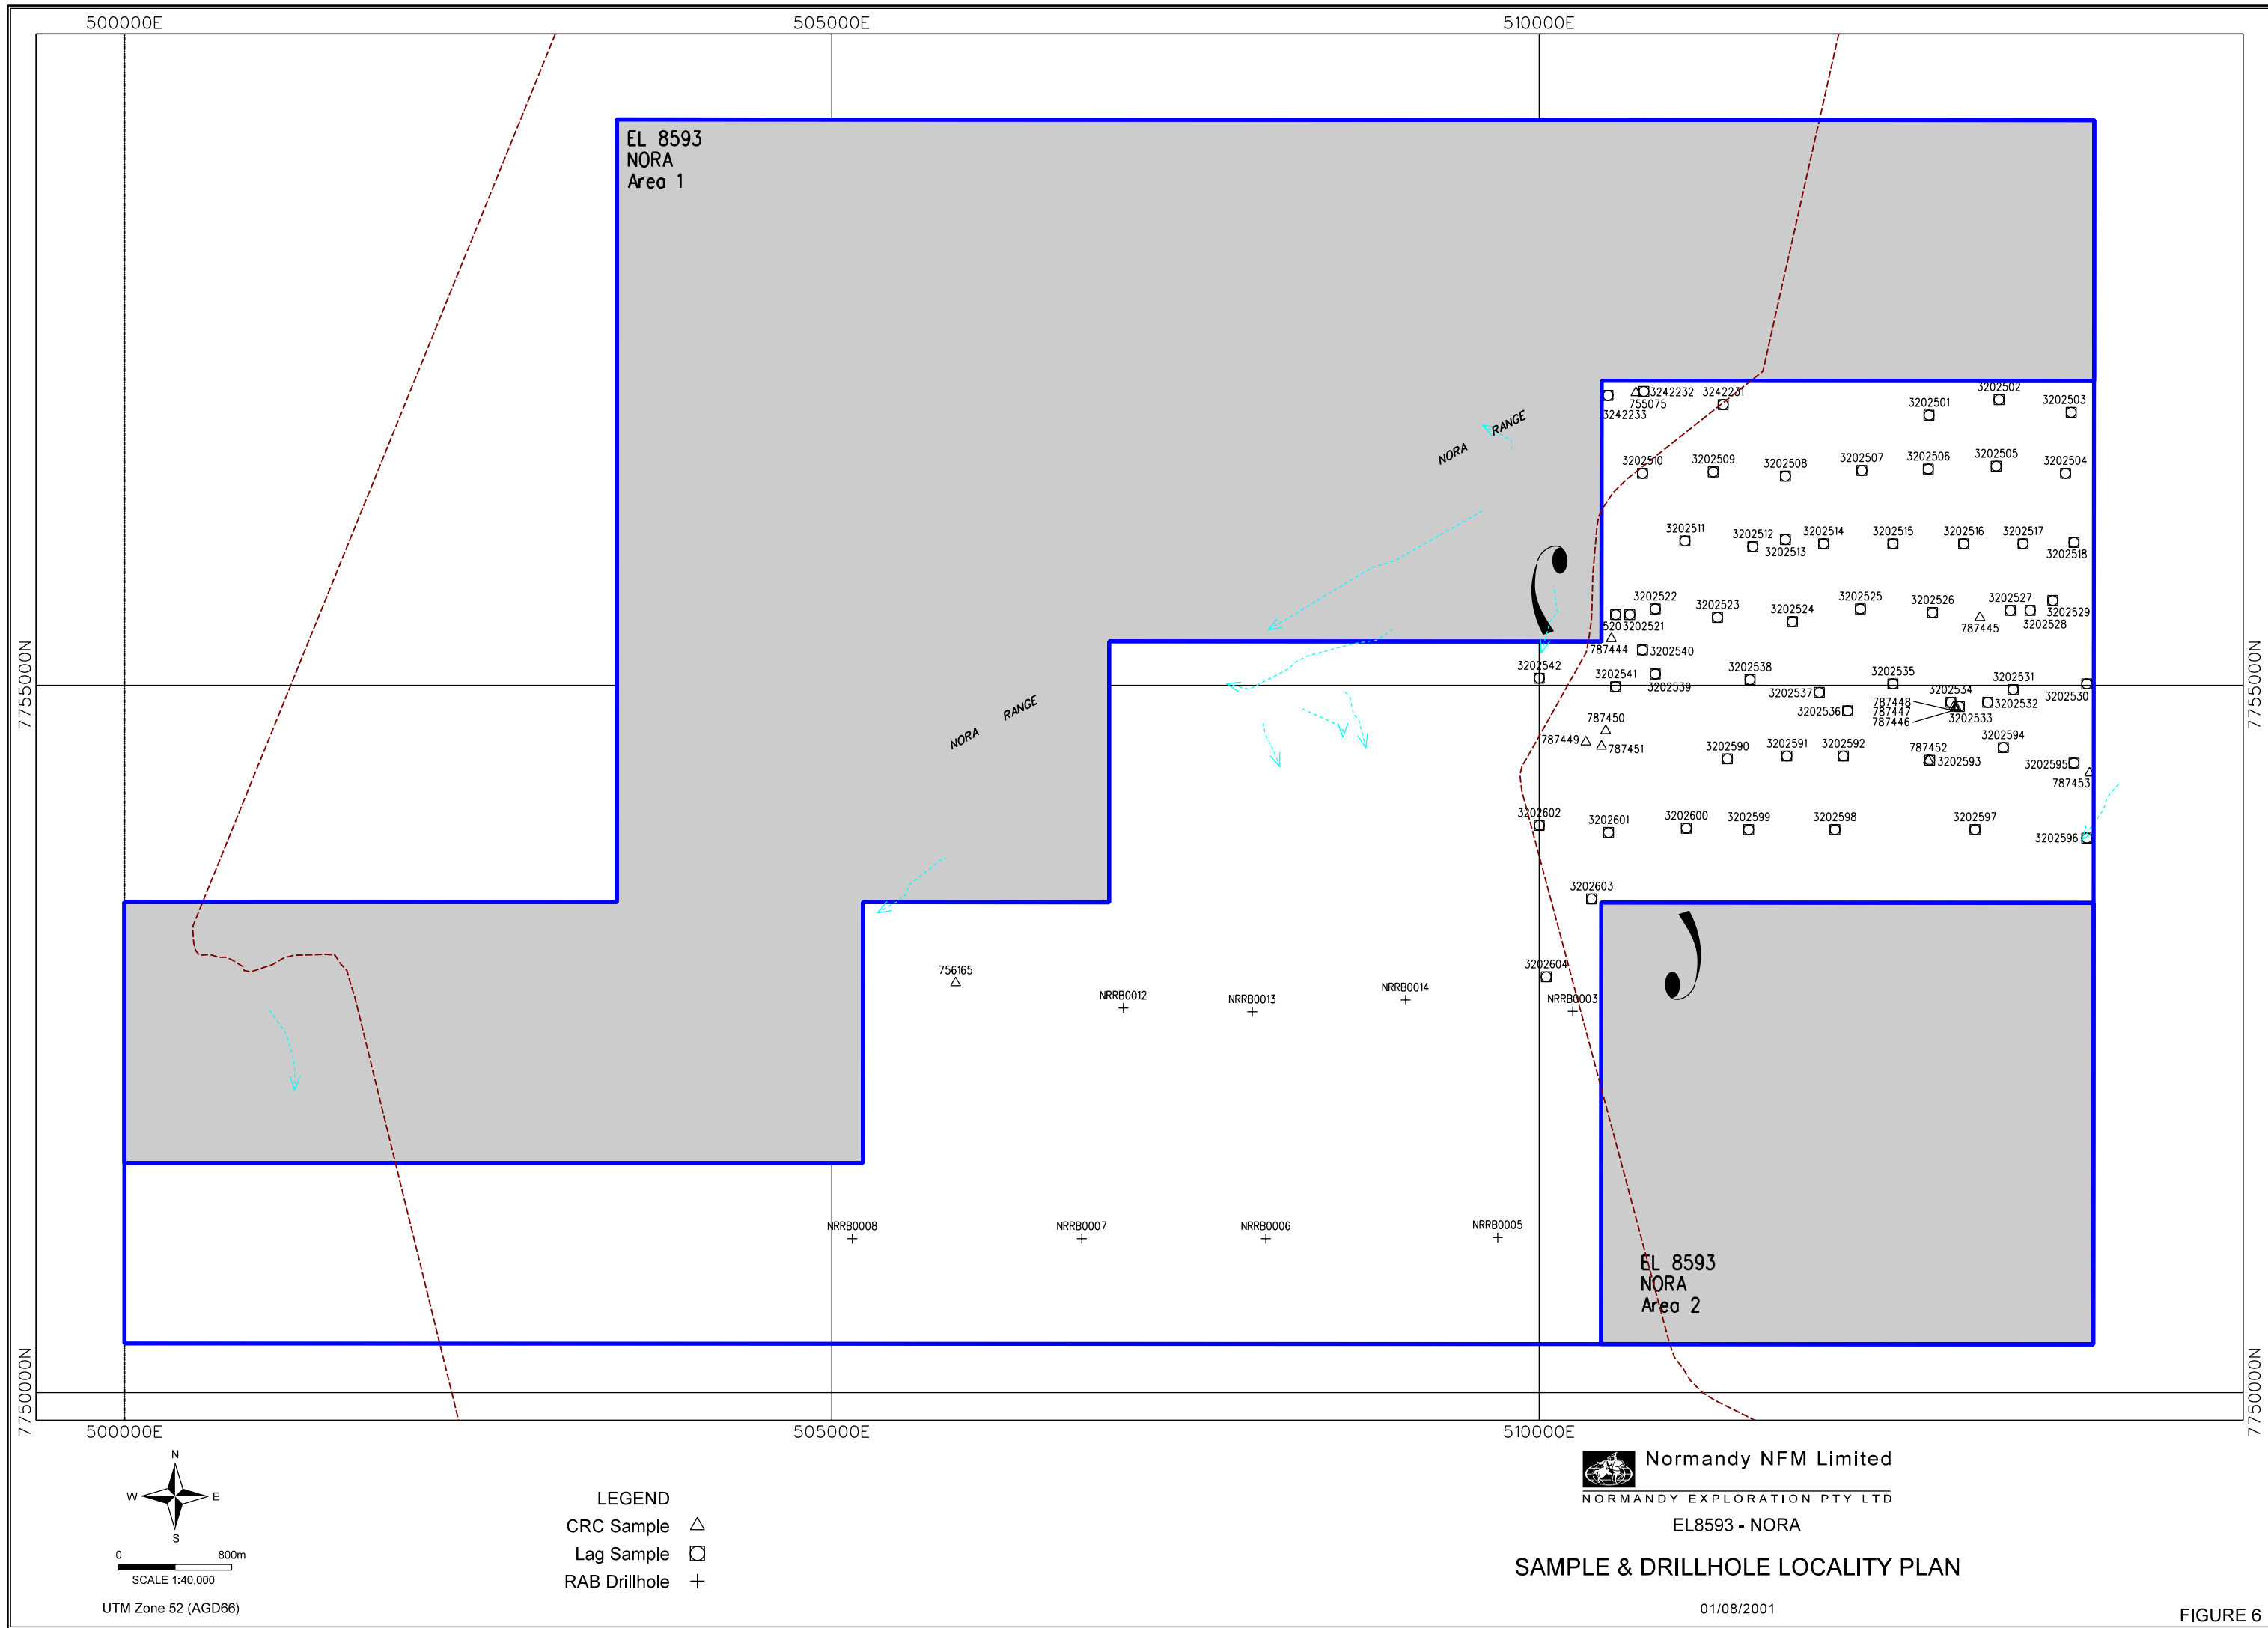 500000E
505000E
510000E
EL 8593
NORA
Area 1
NORA RANGE
NORA RANGE
7755000N
7755000N
3242232
3242231
755075
3242233
3202502
3202501
3202503
3202510
3202509
3202508
3202507
3202506
3202505
3202504
3202511
3202512
3202513
3202514
3202515
3202516
3202517
3202518
3202522
3202523
3202524
3202525
3202526
3202527
3202528
3202529
520
3202521
787445
787444
3202540
3202542
3202541
3202539
3202538
3202537
3202535
3202536
3202534
3202531
3202530
3202532
3202533
787448
787447
787446
787450
787449
787451
3202590
3202591
3202592
787452
3202593
3202594
3202595
787453
3202602
3202601
3202600
3202599
3202598
3202597
3202596
3202603
3202604
756165
NRRB0012
NRRB0013
NRRB0014
NRRB0003
NRRB0008
NRRB0007
NRRB0006
NRRB0005
EL 8593
NORA
Area 2
7750000N
7750000N
500000E
505000E
510000E
N
W
E
S
0
800m
SCALE 1:40,000
UTM Zone 52 (AGD66)
LEGEND
CRC Sample
Lag Sample
RAB Drillhole
Normandy NFM Limited
NORMANDY EXPLORATION PTY LTD
EL8593 - NORA
SAMPLE & DRILLHOLE LOCALITY PLAN
01/08/2001
FIGURE 6